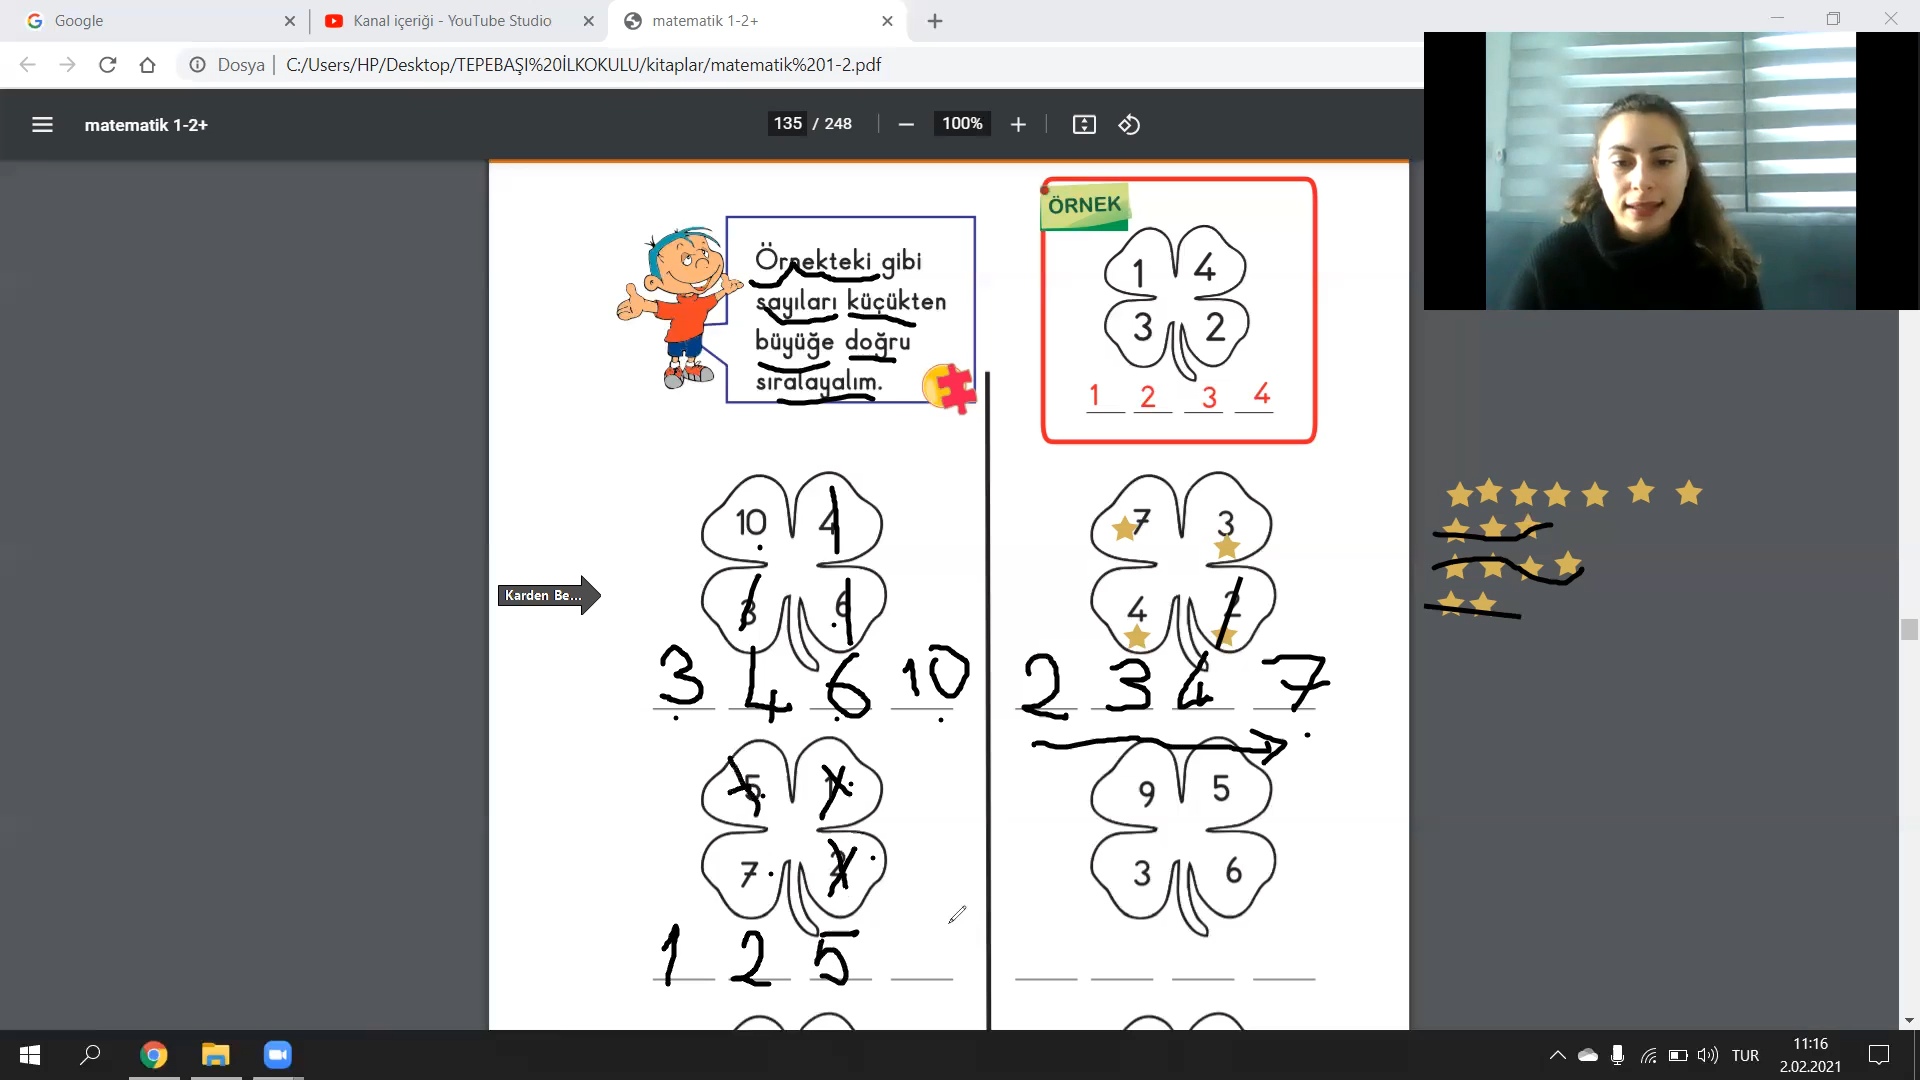 Google
Kanal içeriği - YouTube Studio
matematik 1-2+
Dosya
C:/Users/HP/Desktop/TEPEBAŞI%20İLKOKULU/kitaplar/matematik%201-2.pdf
matematik 1-2+
135 / 248
100%
Örnekteki gibi
sayıları küçükten
büyüğe doğru
sıralayalım.
ÖRNEK
1 4
3 2
1 2 3 4
Karden Be...
10 4
3 6
3 4 6 10
7 3
4 2
2 3 4 7
5 1
7 2
1 2 5
9 5
3 6
TUR
11:16
2.02.2021